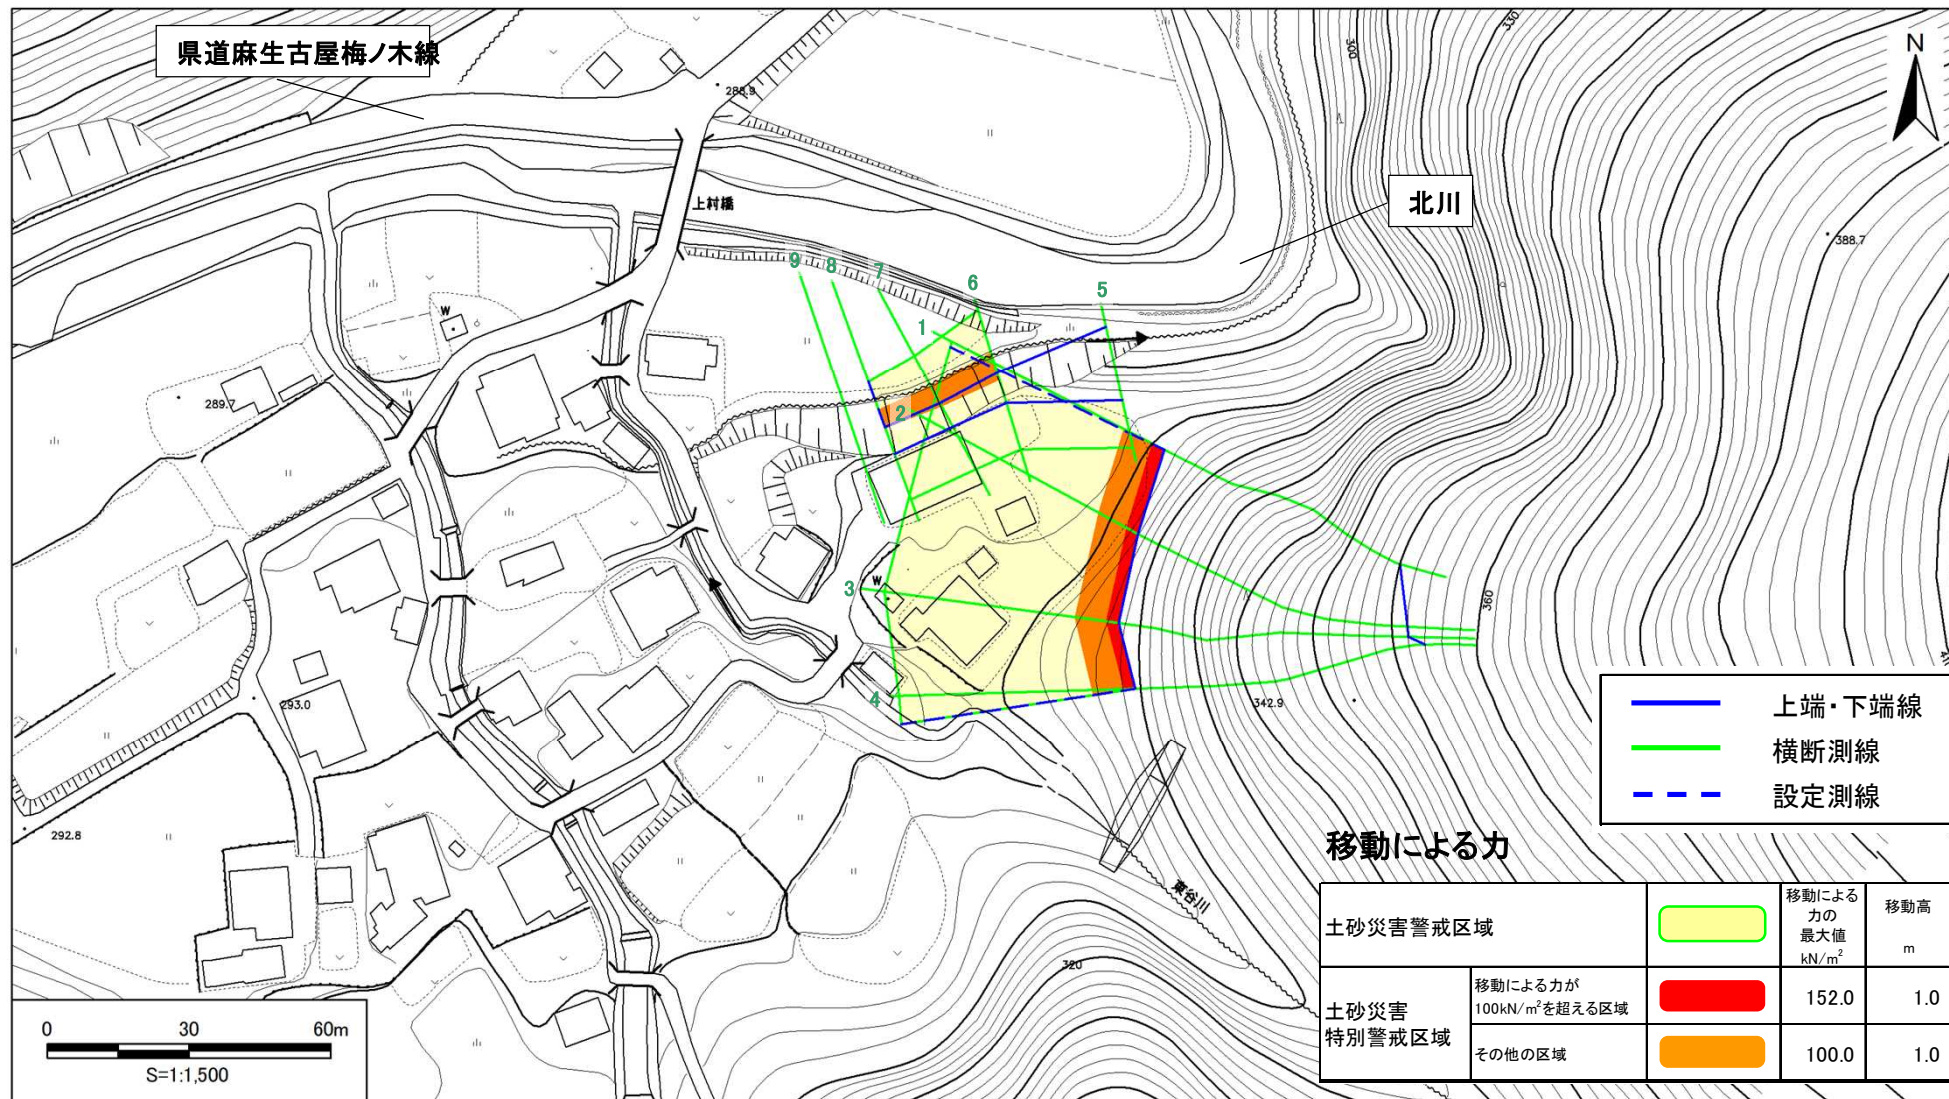 県道麻生古屋梅ノ木線
N
288.9
330
300
上村橋
北川
388.7
9
8
7
6
5
1
W
289.7
2
3
W
4
360
293.0
342.9
292.8
東谷川
320
上端・下端線
横断測線
設定測線
移動による力
土砂災害警戒区域
移動による
力の
最大値
kN/m²
移動高
m
土砂災害
特別警戒区域
移動による力が
100kN/m²を超える区域
152.0
1.0
その他の区域
100.0
1.0
0 30 60m
S=1:1,500